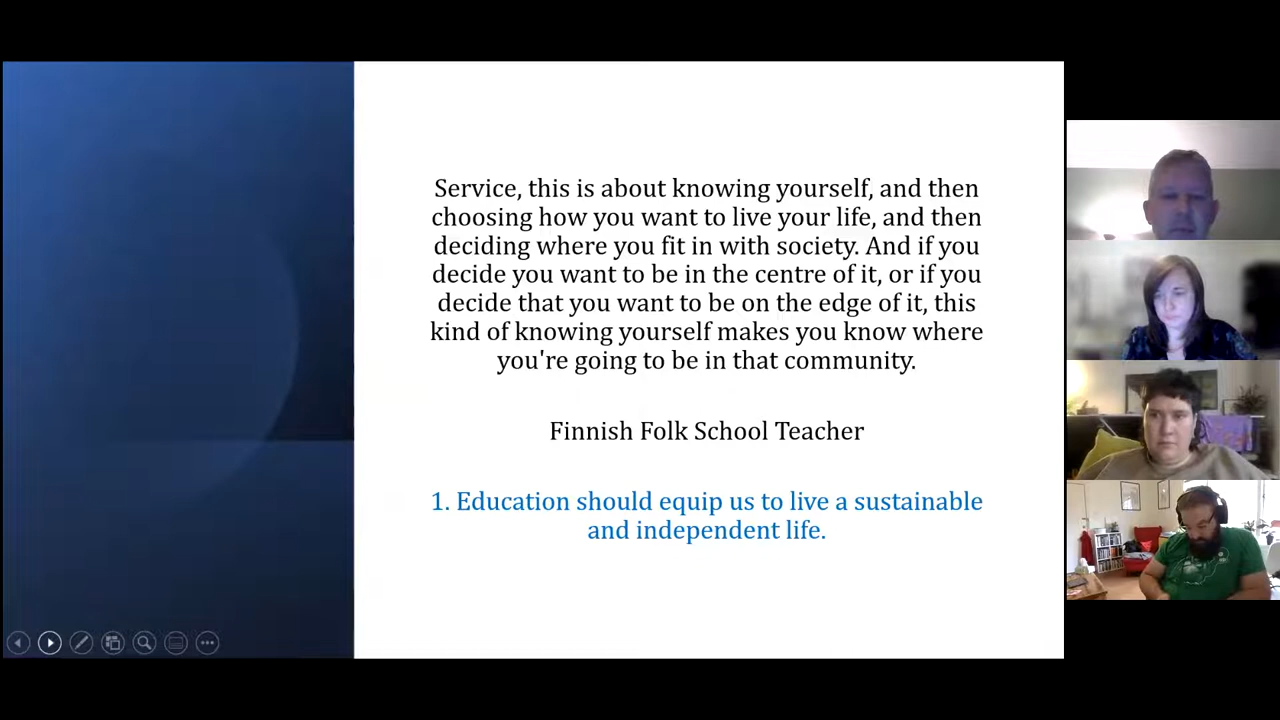 Service, this is about knowing yourself, and then
choosing how you want to live your life, and then
deciding where you fit in with society. And if you
decide you want to be in the centre of it, or if you
decide that you want to be on the edge of it, this
kind of knowing yourself makes you know where
you're going to be in that community.
Finnish Folk School Teacher
1. Education should equip us to live a sustainable
and independent life.